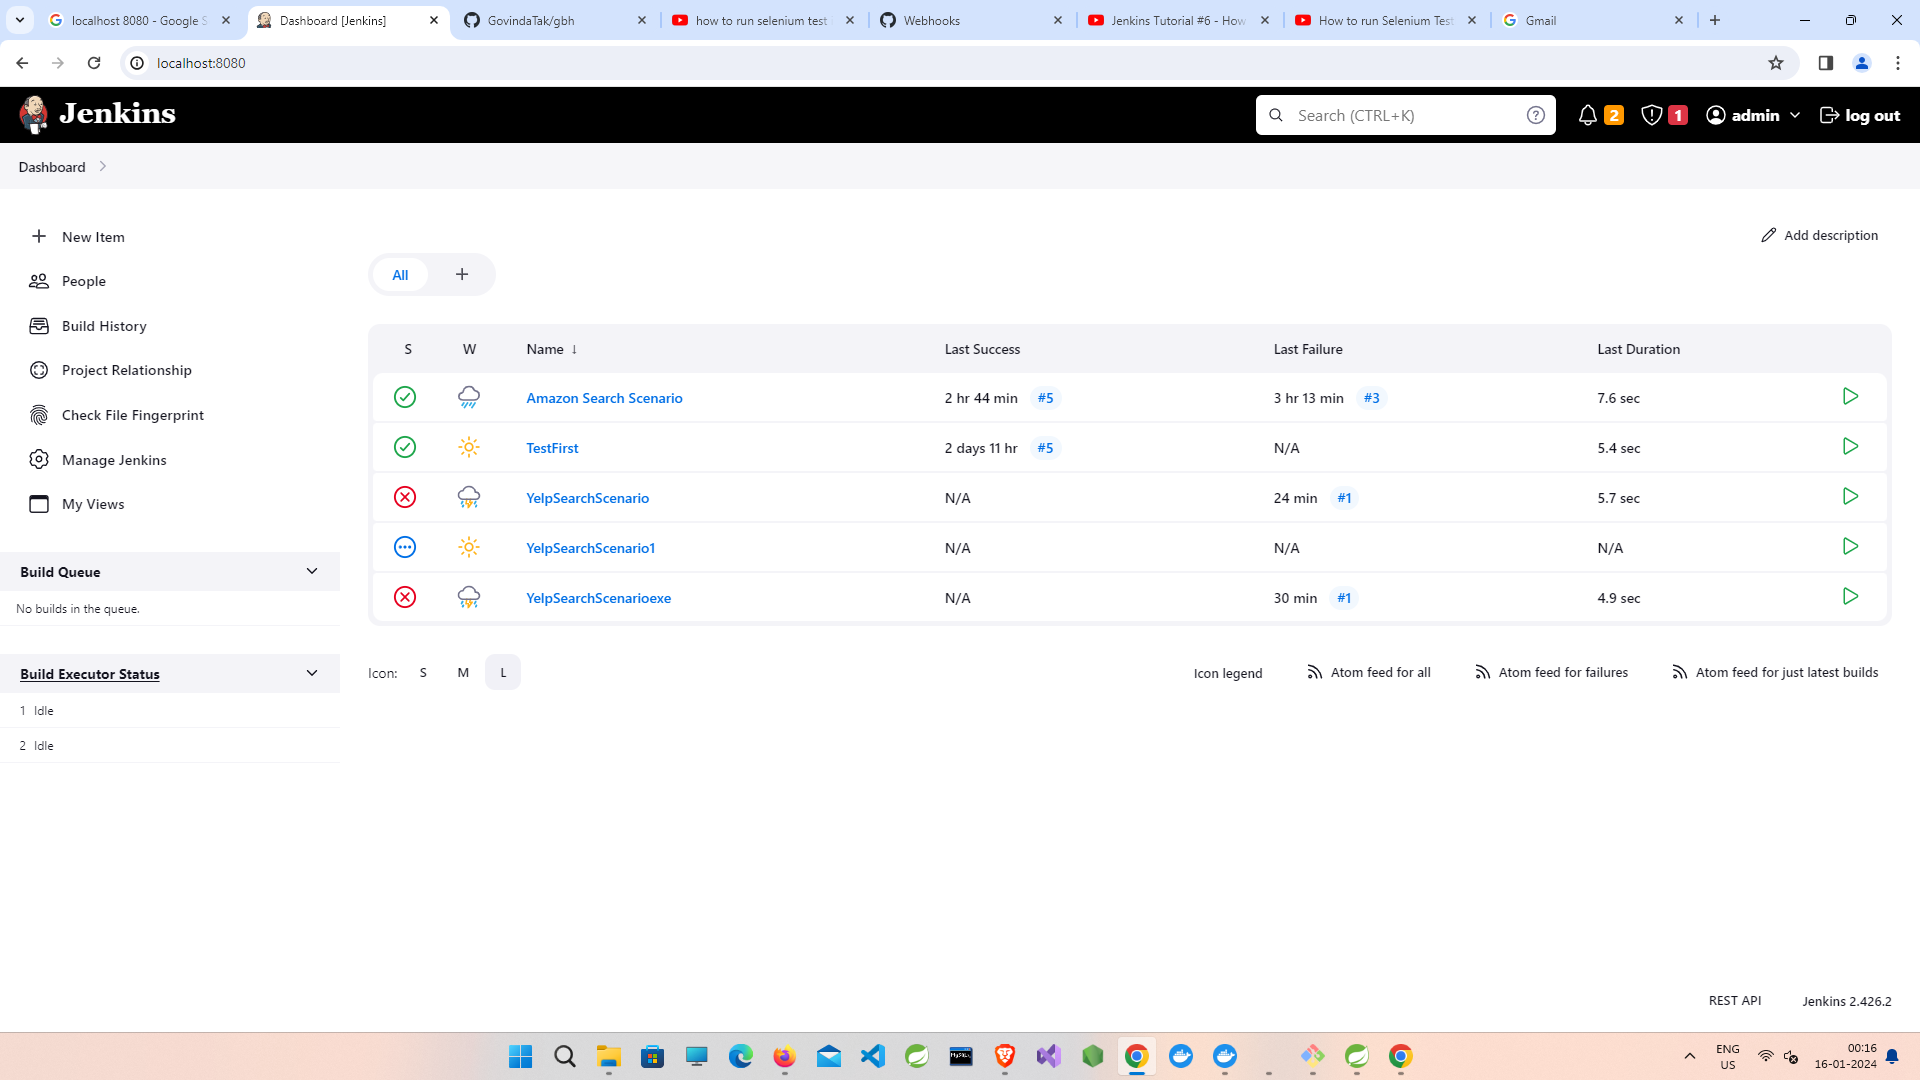 localhost 8080 - Google S
Dashboard [Jenkins]
GovindaTak/gbh
how to run selenium test
Webhooks
Jenkins Tutorial #6 - How
How to run Selenium Test
Gmail
localhost:8080
Jenkins
Search (CTRL+K)
2
1
admin
log out
Dashboard
New Item
People
Build History
Project Relationship
Check File Fingerprint
Manage Jenkins
My Views
Build Queue
No builds in the queue.
Build Executor Status
1 Idle
2 Idle
Add description
All +
S W Name ↓ Last Success Last Failure Last Duration
Amazon Search Scenario 2 hr 44 min #5 3 hr 13 min #3 7.6 sec
TestFirst 2 days 11 hr #5 N/A 5.4 sec
YelpSearchScenario N/A 24 min #1 5.7 sec
YelpSearchScenario1 N/A N/A N/A
YelpSearchScenarioexe N/A 30 min #1 4.9 sec
Icon: S M L
Icon legend
Atom feed for all
Atom feed for failures
Atom feed for just latest builds
REST API
Jenkins 2.426.2
ENG
US
00:16
16-01-2024